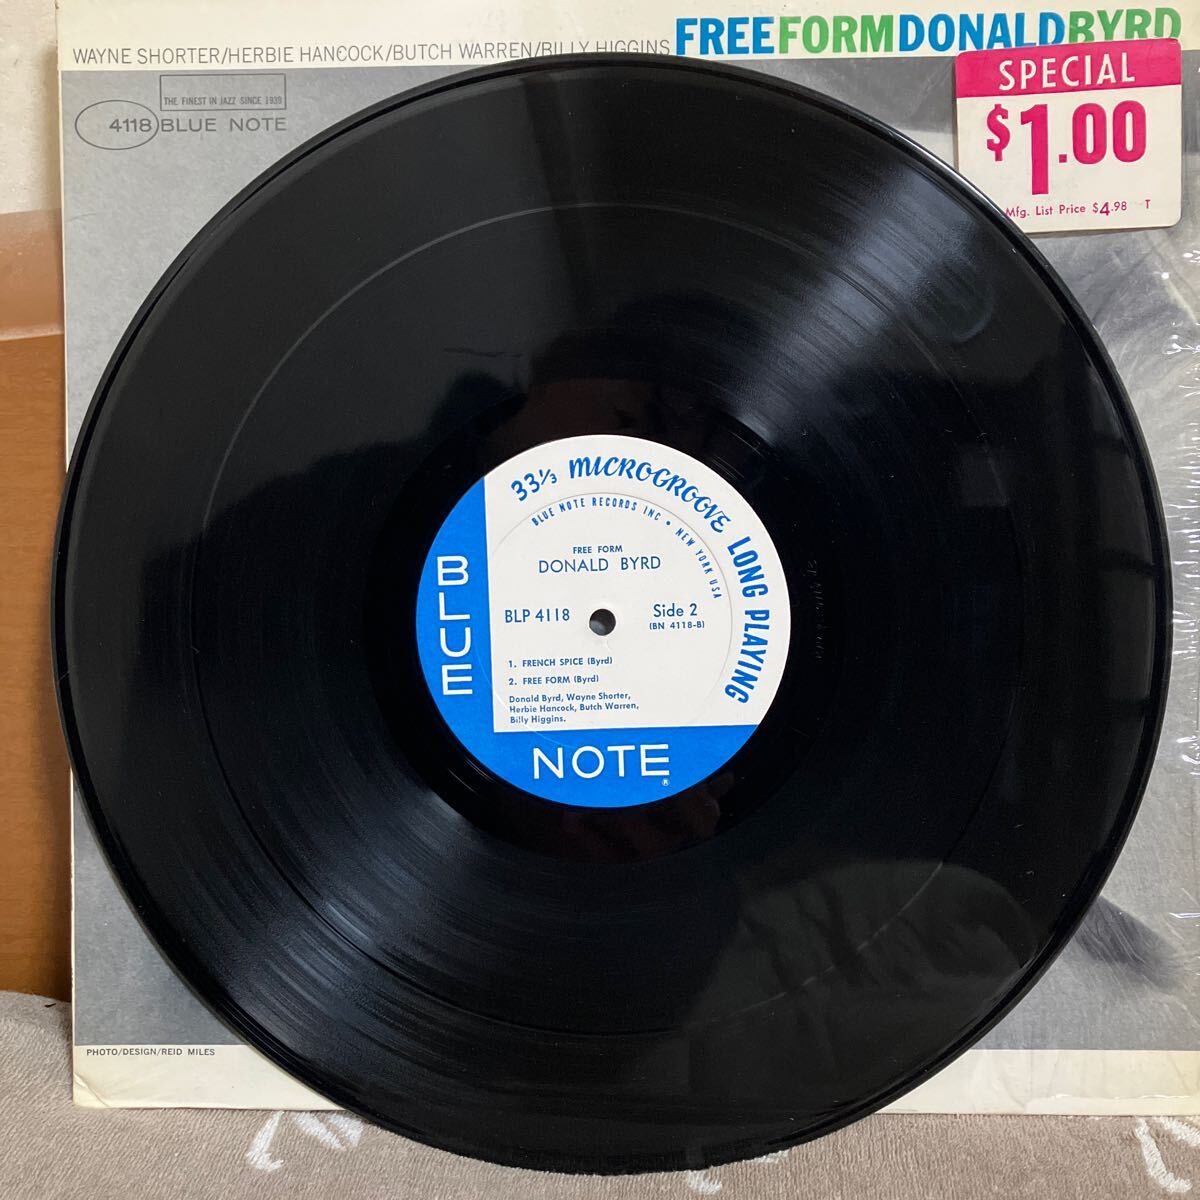 FREEFORMDONALDBYRD
WAYNE SHORTER/HERBIE HANCOCK/BUTCH WARREN/BILLY HIGGINS
THE FINEST IN JAZZ SINCE 1939
4118 BLUE NOTE
SPECIAL
$1.00
Mfg. List Price $4.98 T
33⅓ MICROGROOVE LONG PLAYING
BLUE NOTE RECORDS INC • NEW YORK USA
FREE FORM
DONALD BYRD
BLP 4118
Side 2
(BN 4118-B)
1. FRENCH SPICE (Byrd)
2. FREE FORM (Byrd)
Donald Byrd, Wayne Shorter,
Herbie Hancock, Butch Warren,
Billy Higgins.
BLUE
NOTE
®
PHOTO/DESIGN/REID MILES